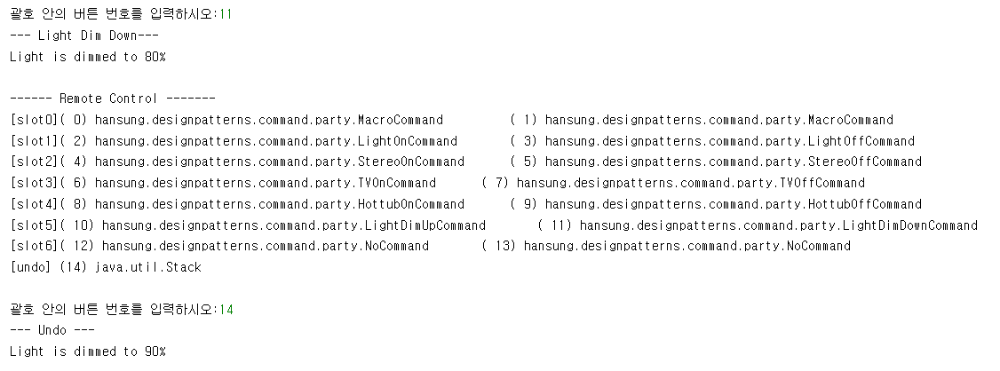 괄호 안의 버튼 번호를 입력하시오:11
--- Light Dim Down---
Light is dimmed to 80%
------ Remote Control -------
[slot0]( 0) hansung.designpatterns.command.party.MacroCommand ( 1) hansung.designpatterns.command.party.MacroCommand
[slot1]( 2) hansung.designpatterns.command.party.LightOnCommand ( 3) hansung.designpatterns.command.party.LightOffCommand
[slot2]( 4) hansung.designpatterns.command.party.StereoOnCommand ( 5) hansung.designpatterns.command.party.StereoOffCommand
[slot3]( 6) hansung.designpatterns.command.party.TVOnCommand ( 7) hansung.designpatterns.command.party.TVOffCommand
[slot4]( 8) hansung.designpatterns.command.party.HottubOnCommand ( 9) hansung.designpatterns.command.party.HottubOffCommand
[slot5]( 10) hansung.designpatterns.command.party.LightDimUpCommand ( 11) hansung.designpatterns.command.party.LightDimDownCommand
[slot6]( 12) hansung.designpatterns.command.party.NoCommand ( 13) hansung.designpatterns.command.party.NoCommand
[undo] (14) java.util.Stack
괄호 안의 버튼 번호를 입력하시오:14
--- Undo ---
Light is dimmed to 90%